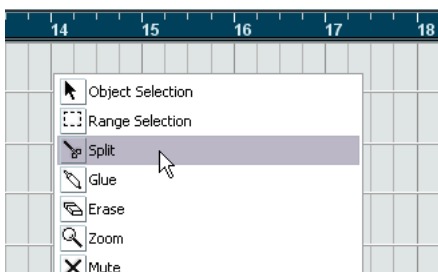 14 15 16 17 18
Object Selection
Range Selection
Split
Glue
Erase
Zoom
Mute